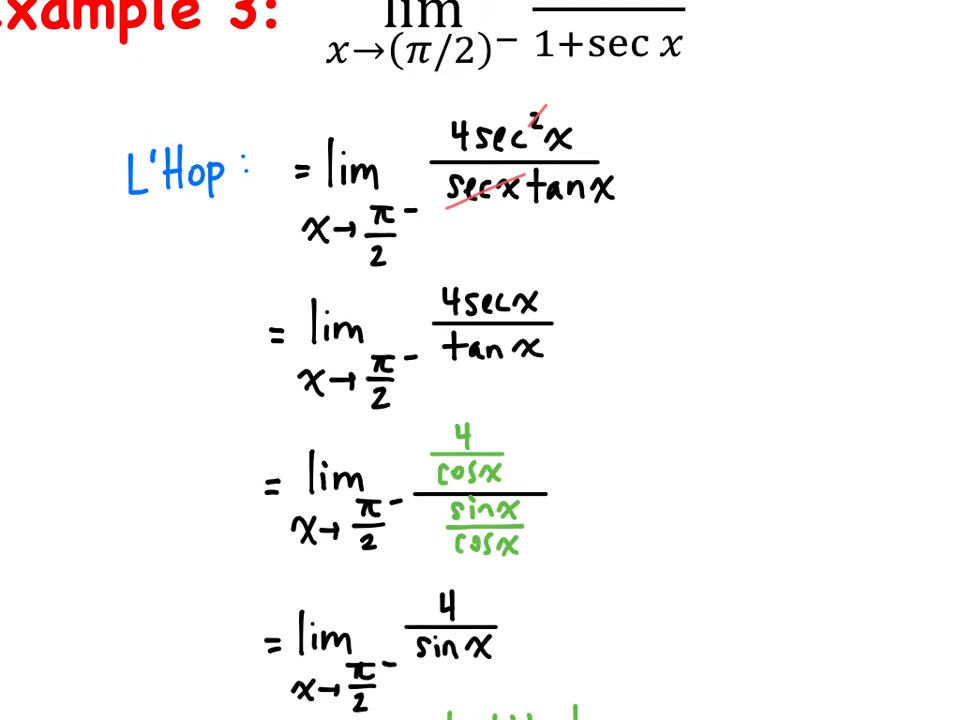 Example 3: lim x→(π/2)⁻ ―/(1+sec x)
L'Hop: = lim x→π/2⁻ 4sec²x/(secx tanx)
= lim x→π/2⁻ 4secx/tanx
= lim x→π/2⁻ (4/cosx)/(sinx/cosx)
= lim x→π/2⁻ 4/sinx